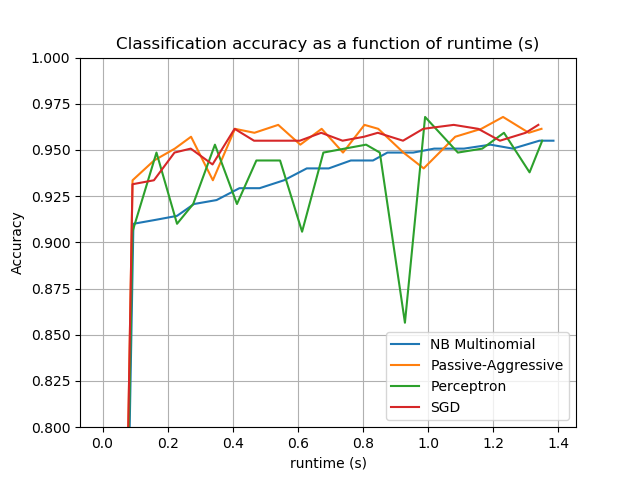 Classification accuracy as a function of runtime (s)
1.000
0.975
0.950
0.925
0.900
0.875
0.850
0.825
0.800
Accuracy
NB Multinomial
Passive-Aggressive
Perceptron
SGD
0.0 0.2 0.4 0.6 0.8 1.0 1.2 1.4
runtime (s)